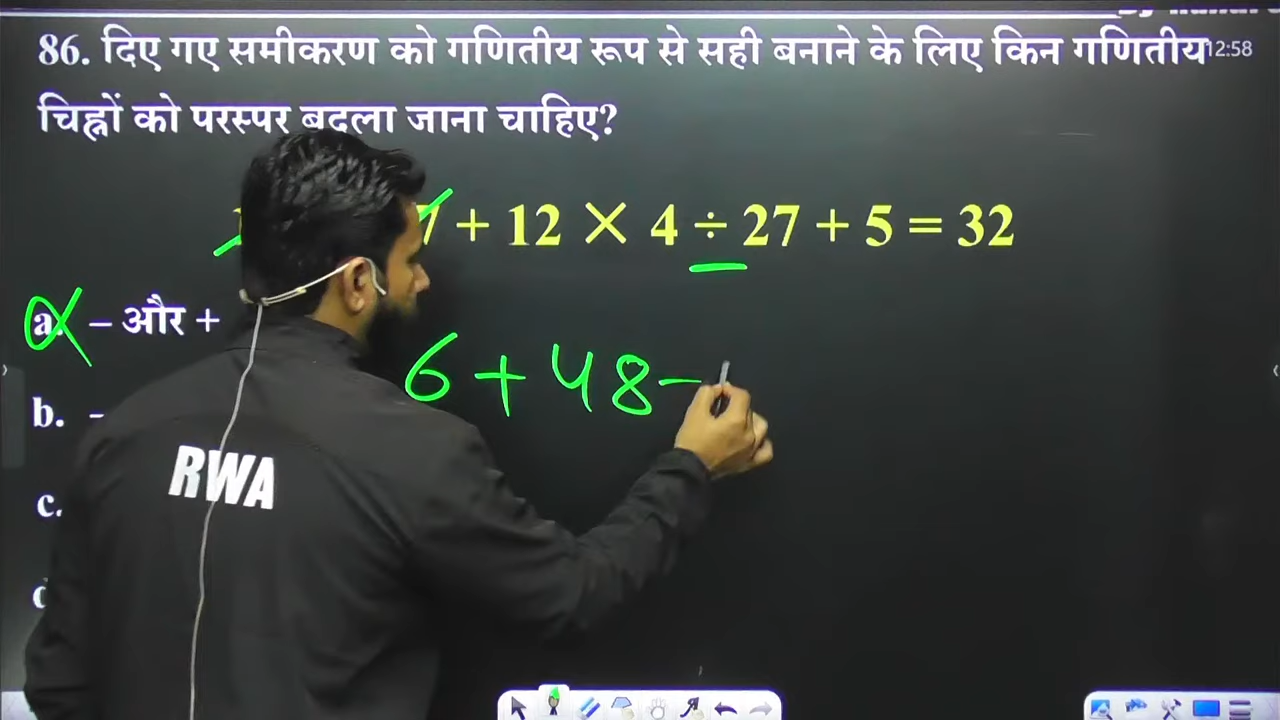 86. दिए गए समीकरण को गणितीय रूप से सही बनाने के लिए किन गणितीय
12:58
चिह्नों को परस्पर बदला जाना चाहिए?
+ 12 × 4 ÷ 27 + 5 = 32
a. – और +
6 + 48 –
b. –
c.
RWA